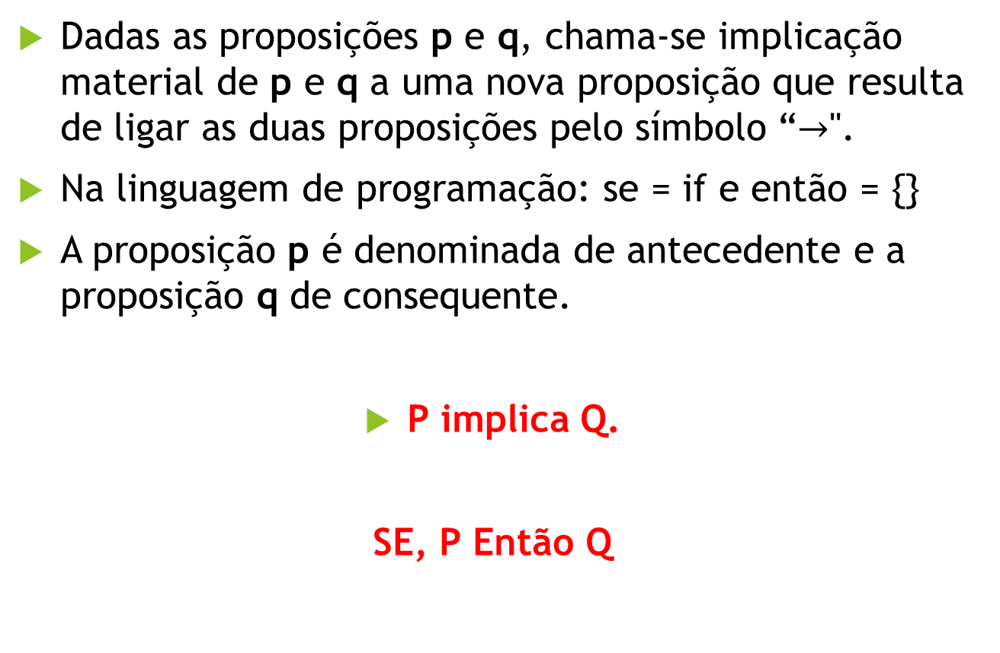 Dadas as proposições p e q, chama-se implicação
material de p e q a uma nova proposição que resulta
de ligar as duas proposições pelo símbolo “→".
Na linguagem de programação: se = if e então = {}
A proposição p é denominada de antecedente e a
proposição q de consequente.
P implica Q.
SE, P Então Q